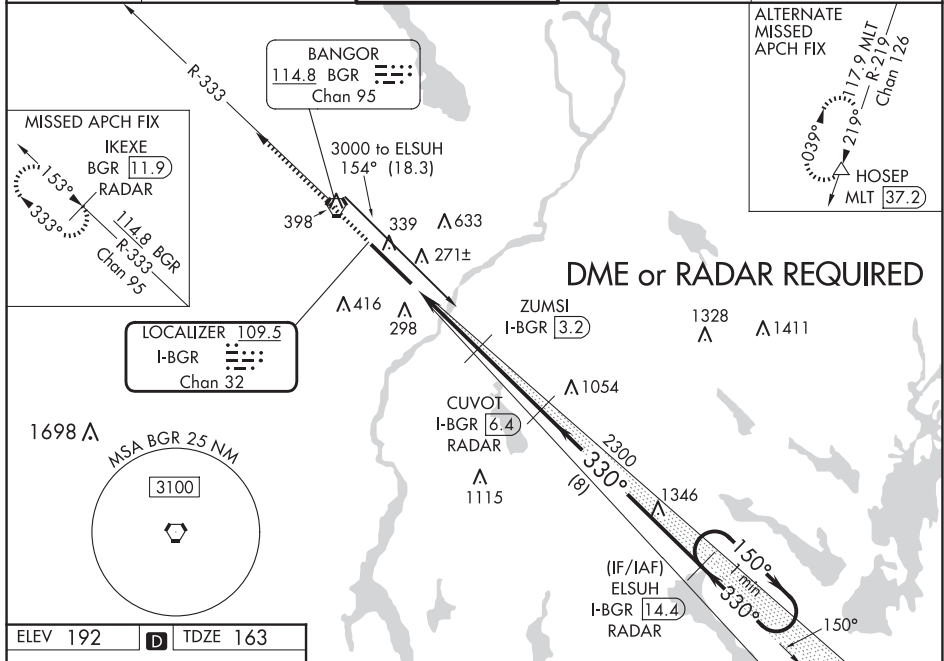 ALTERNATE
MISSED
APCH FIX
117.9 MLT
R-219
Chan 126
039°
219°
HOSEP
MLT 37.2
BANGOR
114.8 BGR
Chan 95
R-333
MISSED APCH FIX
IKEXE
BGR 11.9
RADAR
153°
333°
114.8 BGR
R-333
Chan 95
3000 to ELSUH
154° (18.3)
398
339
633
271±
DME or RADAR REQUIRED
416
298
ZUMSI
I-BGR 3.2
1328
1411
LOCALIZER 109.5
I-BGR
Chan 32
1054
CUVOT
I-BGR 6.4
RADAR
1698
MSA BGR 25 NM
3100
2300
330°
(8)
1115
1346
150°
1 min
330°
(IF/IAF)
ELSUH
I-BGR 14.4
RADAR
150°
ELEV 192 D TDZE 163